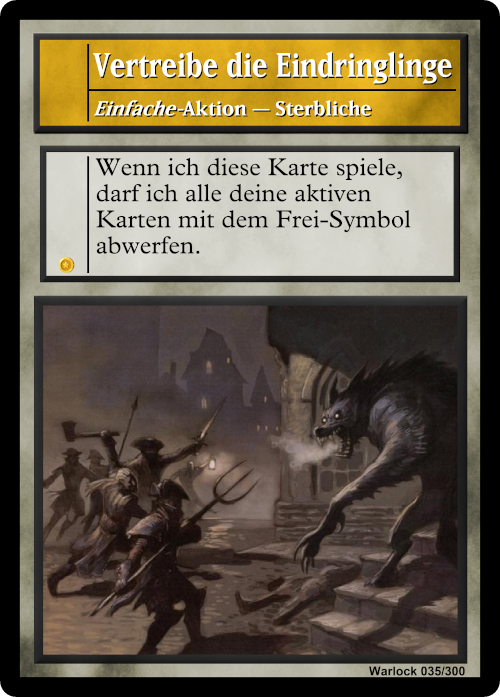 Vertreibe die Eindringlinge
Einfache-Aktion — Sterbliche
Wenn ich diese Karte spiele,
darf ich alle deine aktiven
Karten mit dem Frei-Symbol
abwerfen.
Warlock 035/300